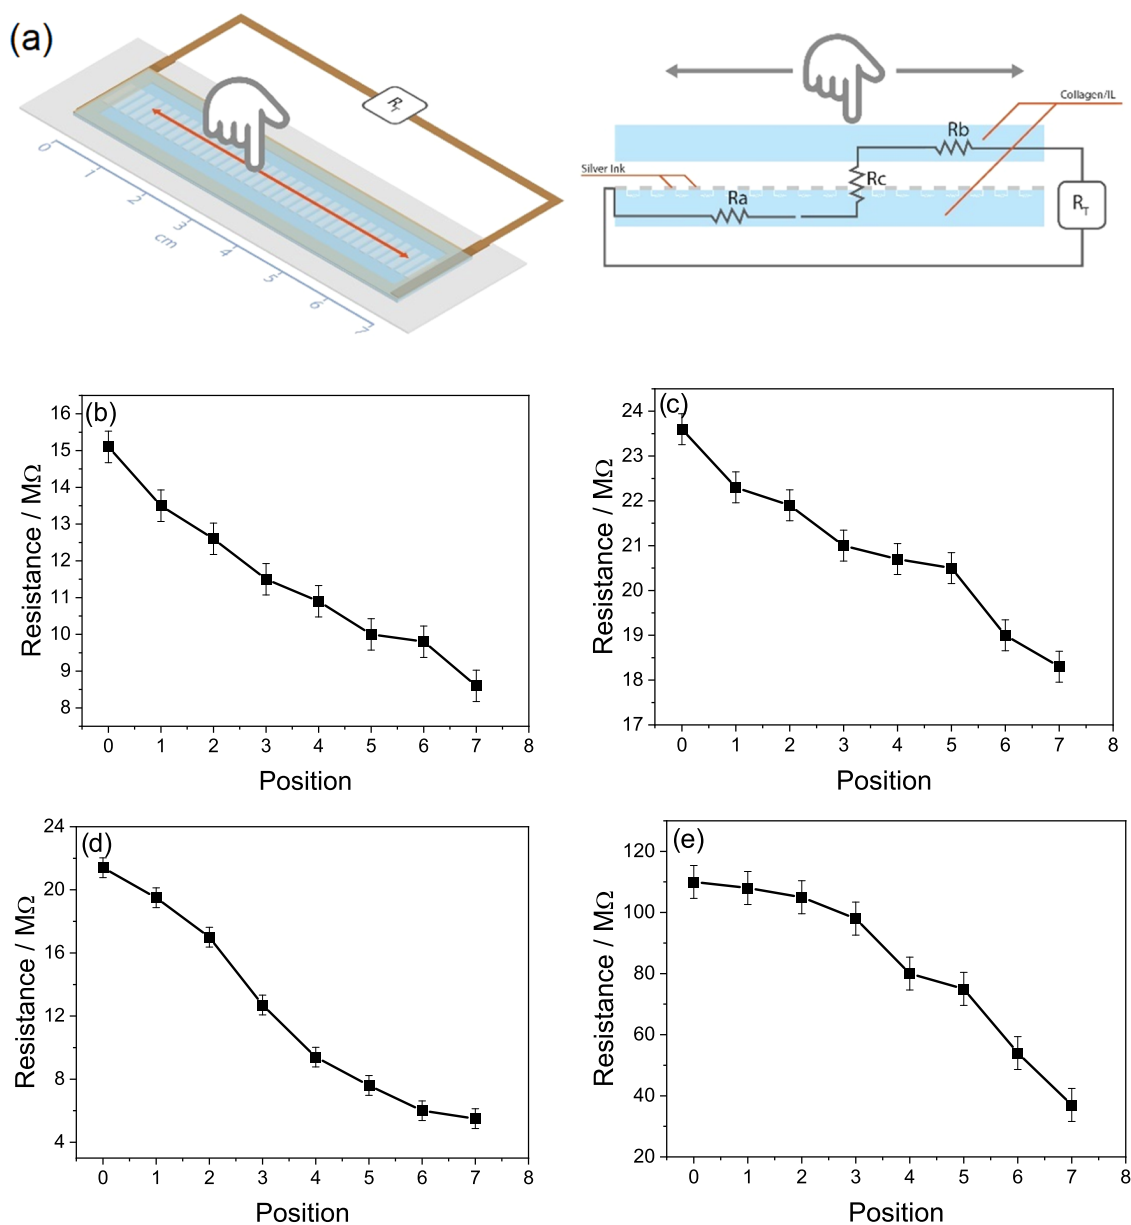 (a)
R_T
0 1 2 3 4 5 6 7
cm
Collagen/IL
Rb
Silver Ink
Rc
Ra
R_T
(b)
16
15
14
13
12
11
10
9
8
Resistance / MΩ
0 1 2 3 4 5 6 7 8
Position
(c)
24
23
22
21
20
19
18
17
Resistance / MΩ
0 1 2 3 4 5 6 7 8
Position
(d)
24
20
16
12
8
4
Resistance / MΩ
0 1 2 3 4 5 6 7 8
Position
(e)
120
100
80
60
40
20
Resistance / MΩ
0 1 2 3 4 5 6 7 8
Position